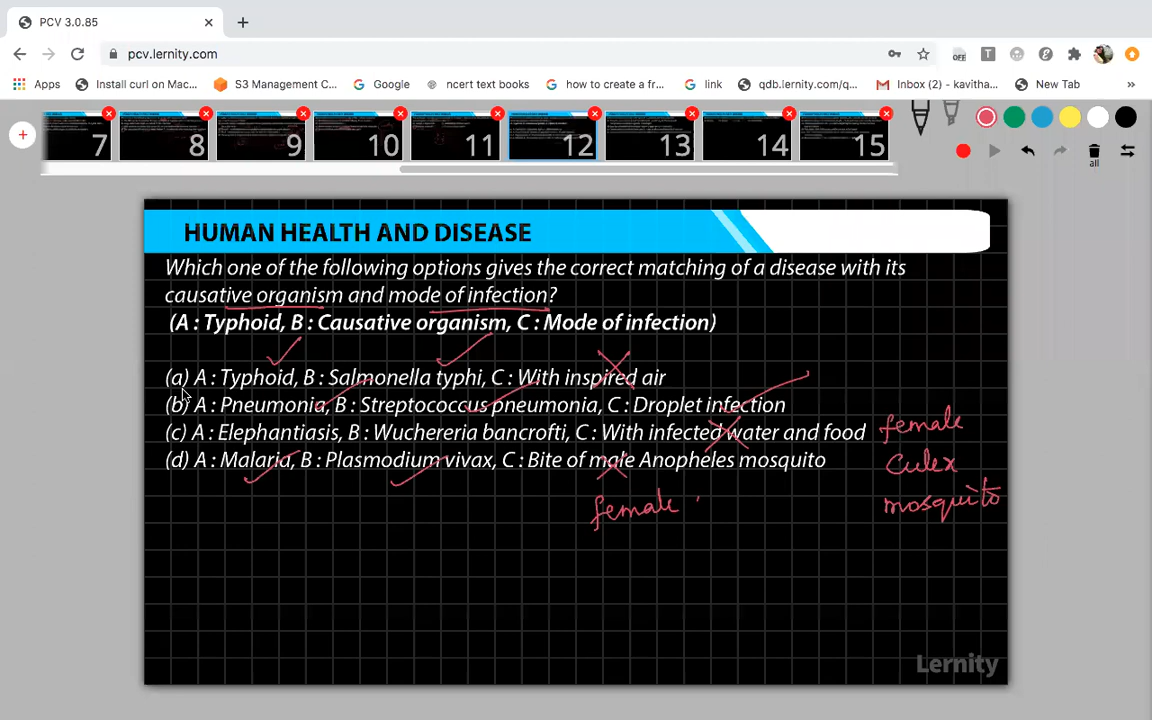 PCV 3.0.85
pcv.lernity.com
Apps Install curl on Mac... S3 Management C... Google ncert text books how to create a fr... link qdb.lernity.com/q... Inbox (2) - kavitha... New Tab »
OFF T
7 8 9 10 11 12 13 14 15
all
HUMAN HEALTH AND DISEASE
Which one of the following options gives the correct matching of a disease with its
causative organism and mode of infection?
(A : Typhoid, B : Causative organism, C : Mode of infection)
(a) A : Typhoid, B : Salmonella typhi, C : With inspired air
(b) A : Pneumonia, B : Streptococcus pneumonia, C : Droplet infection
(c) A : Elephantiasis, B : Wuchereria bancrofti, C : With infected water and food
(d) A : Malaria, B : Plasmodium vivax, C : Bite of male Anopheles mosquito
female
Culex
mosquito
female
Lernity